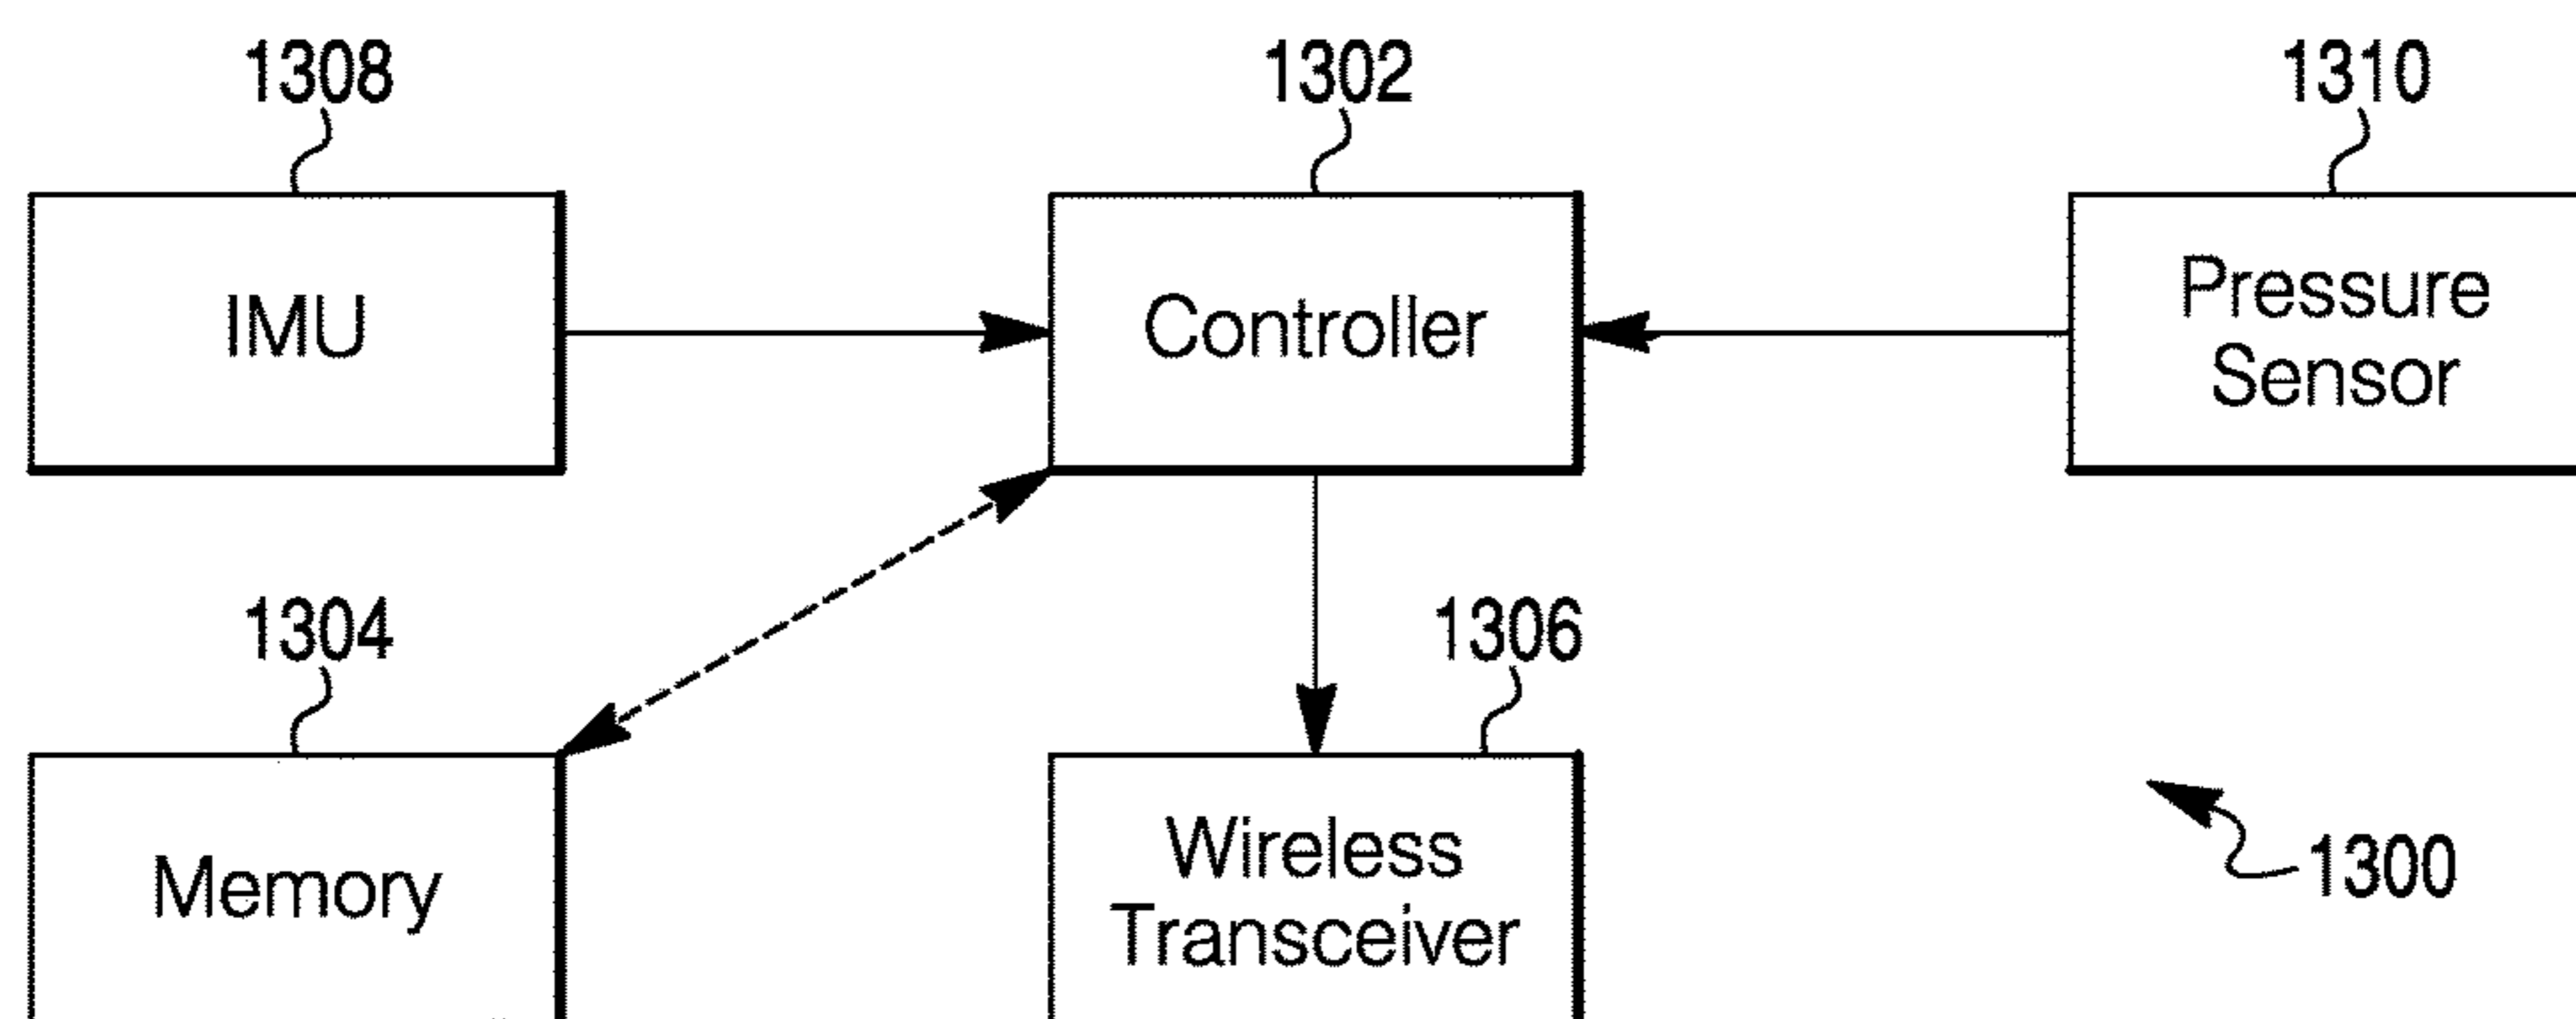 1308
1302
1310
IMU
Controller
Pressure
Sensor
1304
1306
Memory
Wireless
Transceiver
1300